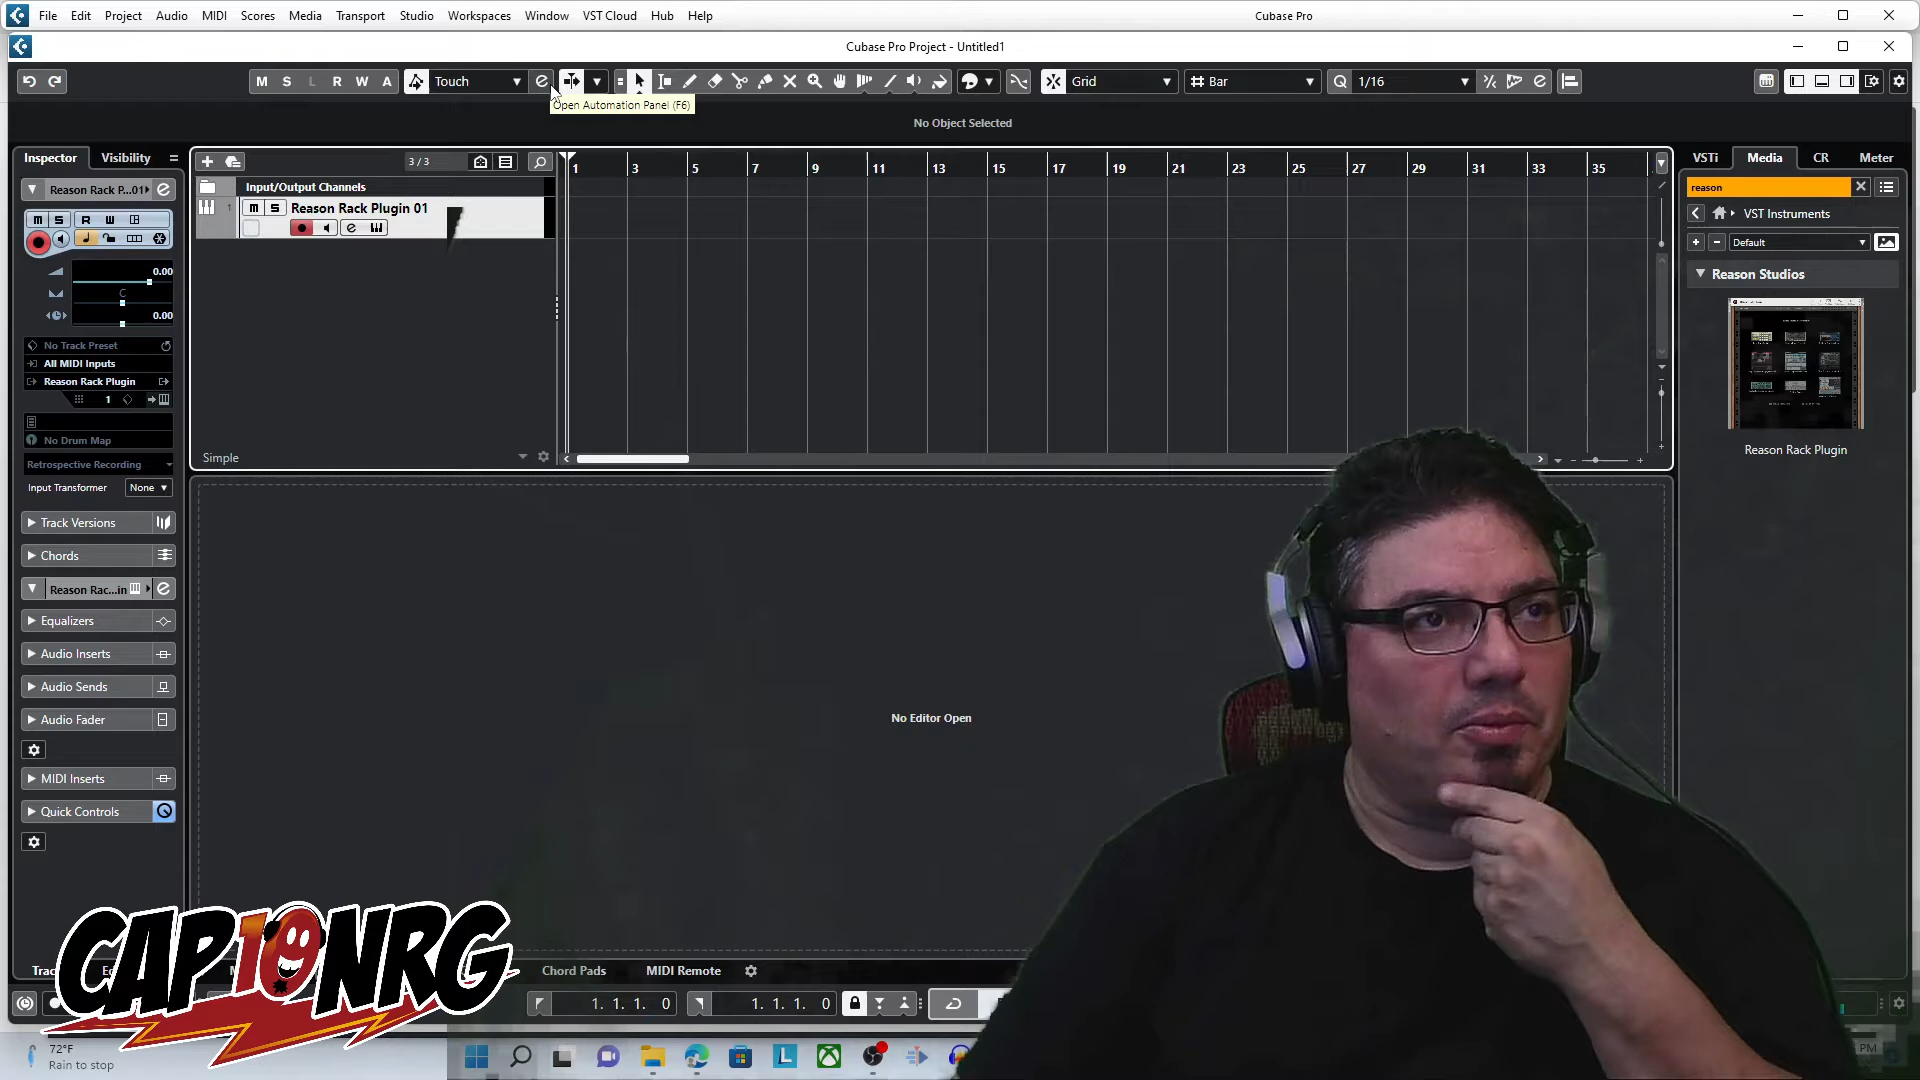 File Edit Project Audio MIDI Scores Media Transport Studio Workspaces Window VST Cloud Hub Help
Cubase Pro
Cubase Pro Project - Untitled1
M S L R W A
Touch
Grid
Bar
Q 1/16
Open Automation Panel (F6)
No Object Selected
Inspector Visibility
3 / 3
1 3 5 7 9 11 13 15 17 19 21 23 25 27 29 31 33 35
VSTi Media CR Meter
Input/Output Channels
reason
Reason Rack P...01
1 M S Reason Rack Plugin 01
VST Instruments
M S R W
Default
Reason Studios
0.00
C
0.00
No Track Preset
All MIDI Inputs
Reason Rack Plugin
1
No Drum Map
Reason Rack Plugin
Simple
Retrospective Recording
Input Transformer None
Track Versions
Chords
Reason Rac...in
Equalizers
Audio Inserts
Audio Sends
No Editor Open
Audio Fader
MIDI Inserts
Quick Controls
CAP10NRG
Trac
Chord Pads MIDI Remote
1. 1. 1. 0
1. 1. 1. 0
72°F
Rain to stop
PM